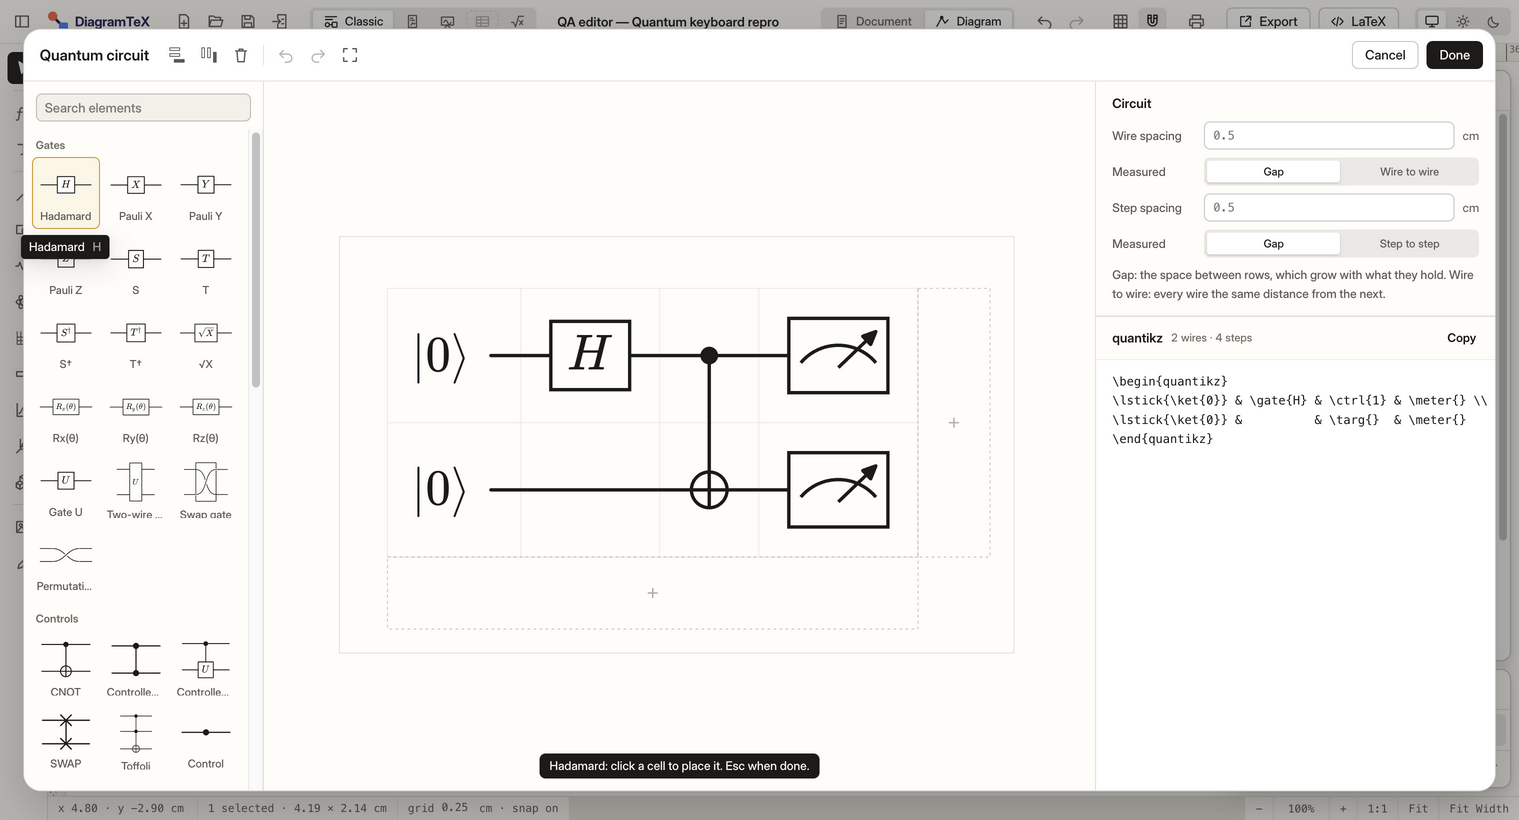 DiagramTeX
Classic
QA editor — Quantum keyboard repro
Document
Diagram
Export
LaTeX
Quantum circuit
Cancel
Done
Search elements
Gates
H
X
Y
Hadamard
Pauli X
Pauli Y
Hadamard H
S
T
Pauli Z
S
T
S†
T†
√X
S†
T†
√X
Rₓ(θ)
Rᵧ(θ)
R_z(θ)
Rx(θ)
Ry(θ)
Rz(θ)
U
U
Gate U
Two-wire ...
Swap gate
Permutati...
Controls
U
CNOT
Controlle...
Controlle...
SWAP
Toffoli
Control
|0⟩
H
+
|0⟩
+
Hadamard: click a cell to place it. Esc when done.
Circuit
Wire spacing
0.5
cm
Measured
Gap
Wire to wire
Step spacing
0.5
cm
Measured
Gap
Step to step
Gap: the space between rows, which grow with what they hold. Wire
to wire: every wire the same distance from the next.
quantikz
2 wires · 4 steps
Copy
\begin{quantikz}
\lstick{\ket{0}} & \gate{H} & \ctrl{1} & \meter{} \\
\lstick{\ket{0}} & & \targ{} & \meter{}
\end{quantikz}
x 4.80 · y −2.90 cm
1 selected · 4.19 × 2.14 cm
grid 0.25 cm · snap on
−
100%
+
1:1
Fit
Fit Width